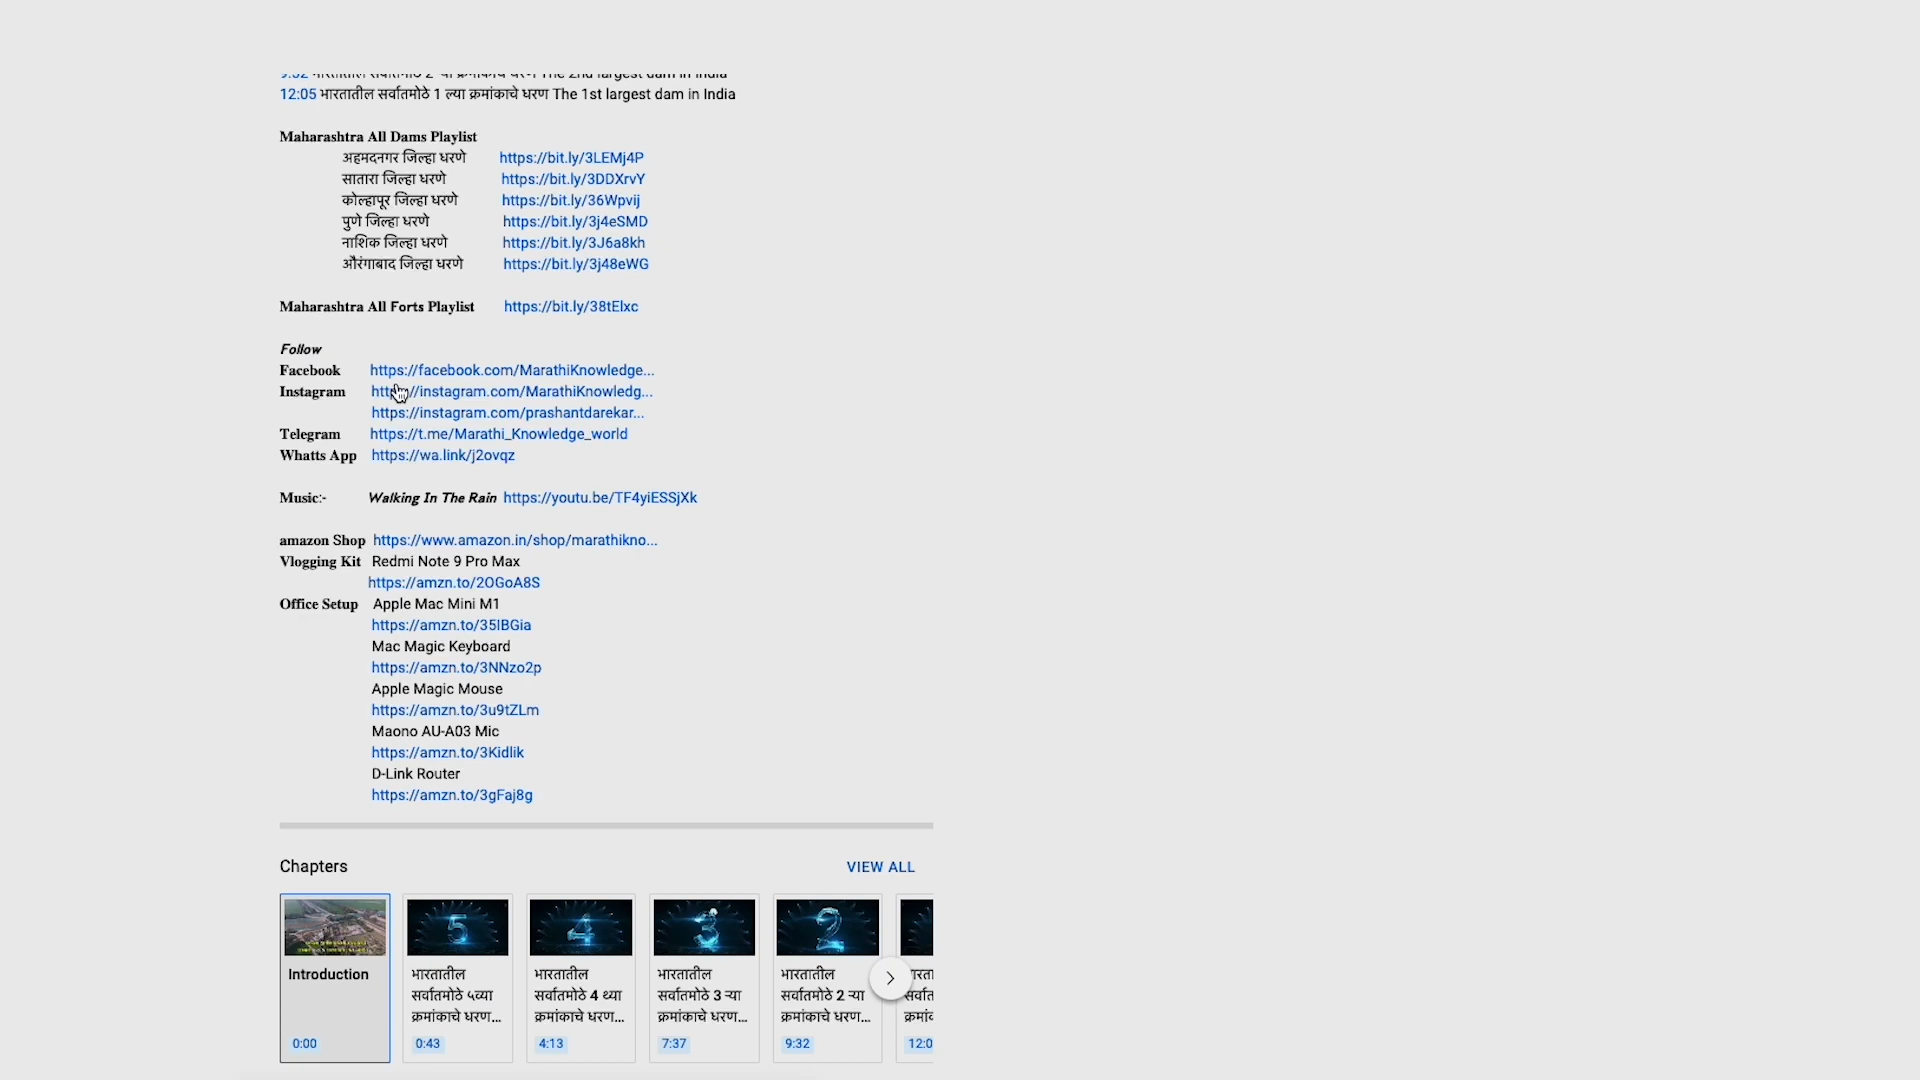 12:05 भारतातील सर्वातमोठे 1 ल्या क्रमांकाचे धरण The 1st largest dam in India
Maharashtra All Dams Playlist
अहमदनगर जिल्हा धरणे https://bit.ly/3LEMj4P
सातारा जिल्हा धरणे https://bit.ly/3DDXrvY
कोल्हापूर जिल्हा धरणे https://bit.ly/36Wpvij
पुणे जिल्हा धरणे https://bit.ly/3j4eSMD
नाशिक जिल्हा धरणे https://bit.ly/3J6a8kh
औरंगाबाद जिल्हा धरणे https://bit.ly/3j48eWG
Maharashtra All Forts Playlist https://bit.ly/38tElxc
Follow
Facebook https://facebook.com/MarathiKnowledge...
Instagram https://instagram.com/MarathiKnowledg...
https://instagram.com/prashantdarekar...
Telegram https://t.me/Marathi_Knowledge_world
Whatts App https://wa.link/j2ovqz
Music:- Walking In The Rain https://youtu.be/TF4yiESSjXk
amazon Shop https://www.amazon.in/shop/marathikno...
Vlogging Kit Redmi Note 9 Pro Max
https://amzn.to/2OGoA8S
Office Setup Apple Mac Mini M1
https://amzn.to/35IBGia
Mac Magic Keyboard
https://amzn.to/3NNzo2p
Apple Magic Mouse
https://amzn.to/3u9tZLm
Maono AU-A03 Mic
https://amzn.to/3Kidlik
D-Link Router
https://amzn.to/3gFaj8g
Chapters VIEW ALL
5 4 3 2
Introduction
0:00
भारतातील
सर्वातमोठे ५व्या
क्रमांकाचे धरण...
0:43
भारतातील
सर्वातमोठे 4 थ्या
क्रमांकाचे धरण...
4:13
भारतातील
सर्वातमोठे 3 ऱ्या
क्रमांकाचे धरण...
7:37
भारतातील
सर्वातमोठे 2 ऱ्या
क्रमांकाचे धरण...
9:32